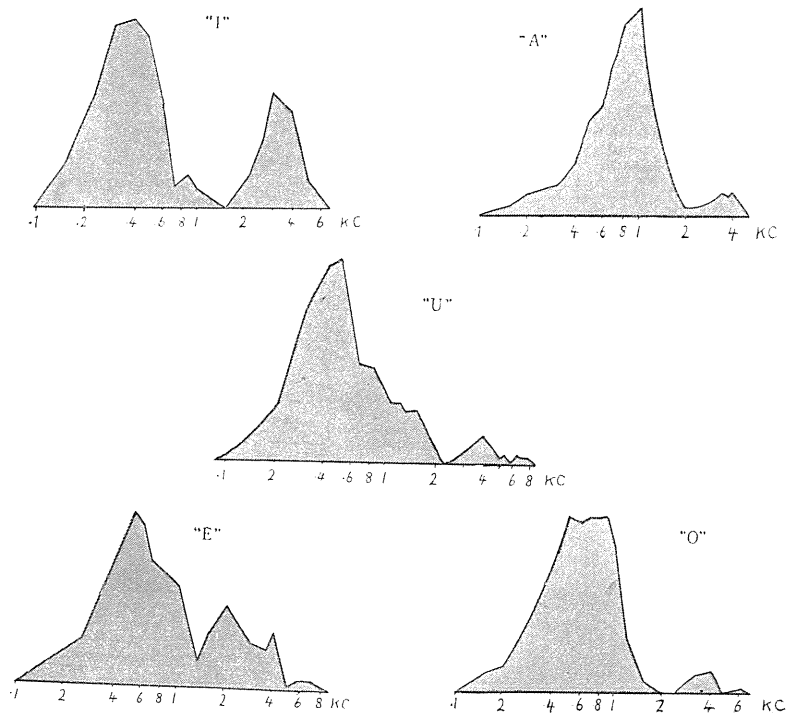 "I"
·1 ·2 ·4 ·6 8 1 2 4 6 KC
"A"
·1 2 4 ·6 8 1 2 4 KC
"U"
·1 2 ·4 ·6 8 1 2 4 6 8 KC
"E"
·1 2 4 6 8 1 2 4 6 8 KC
"O"
·1 2 ·4 ·6 8 1 2 4 6 KC